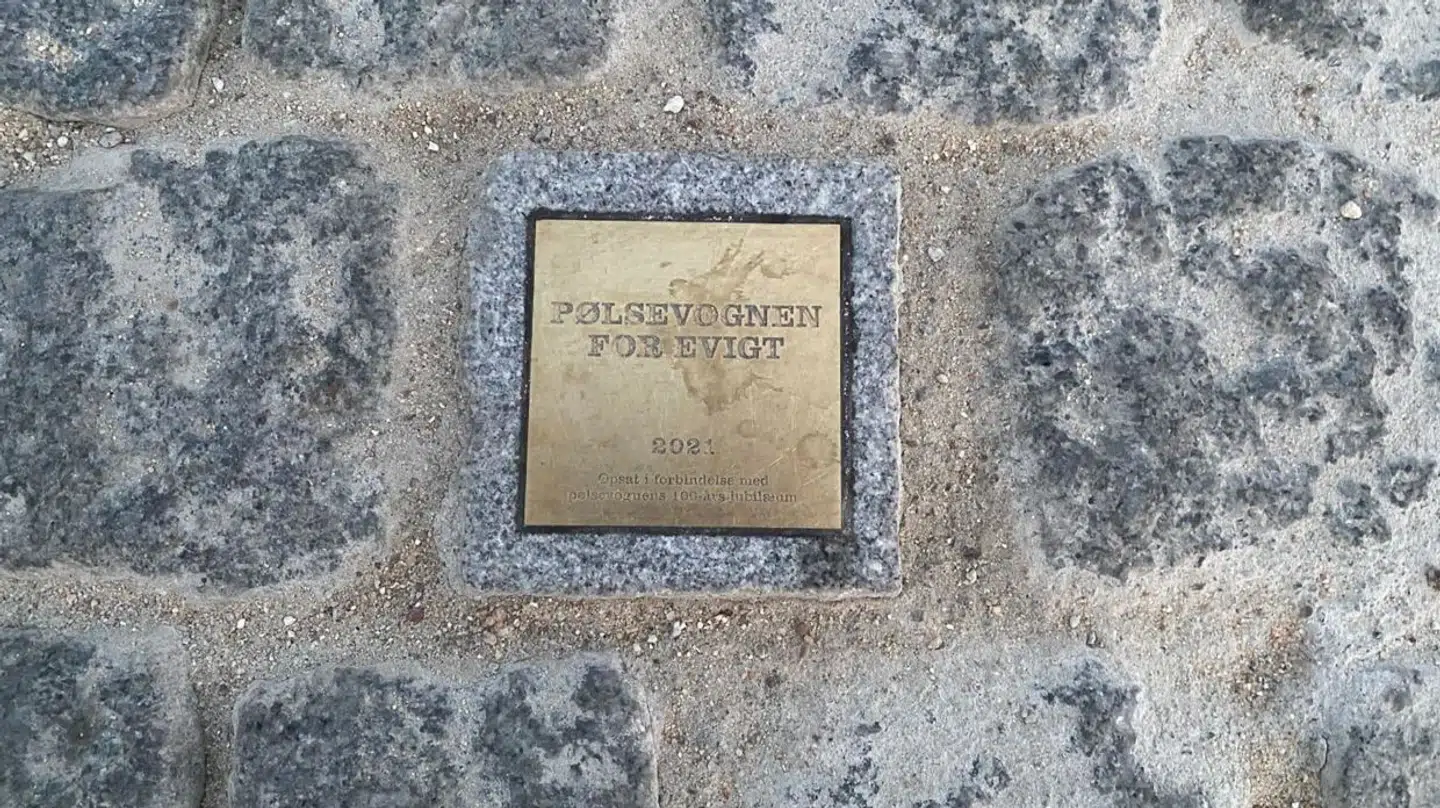 PØLSEVOGNEN
FOR EVIGT
2021
Opsat i forbindelse med
pølsevognens 100-års jubilæum